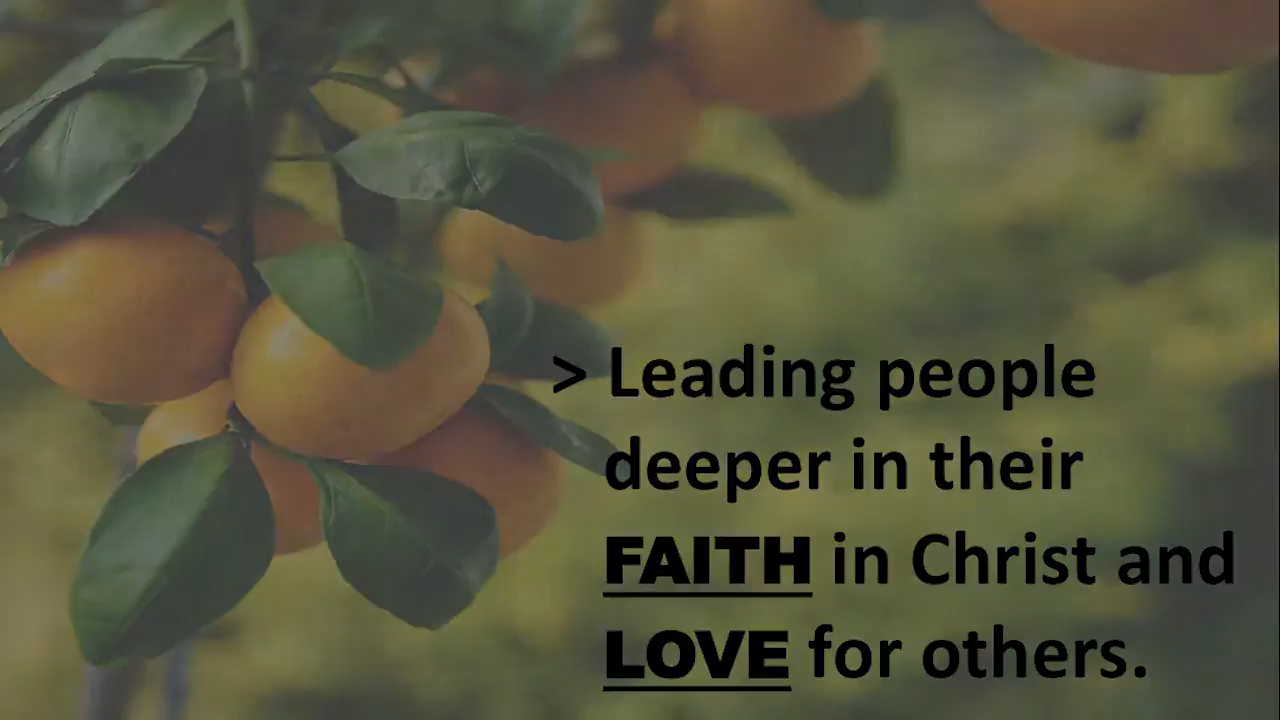 > Leading people
deeper in their
FAITH in Christ and
LOVE for others.